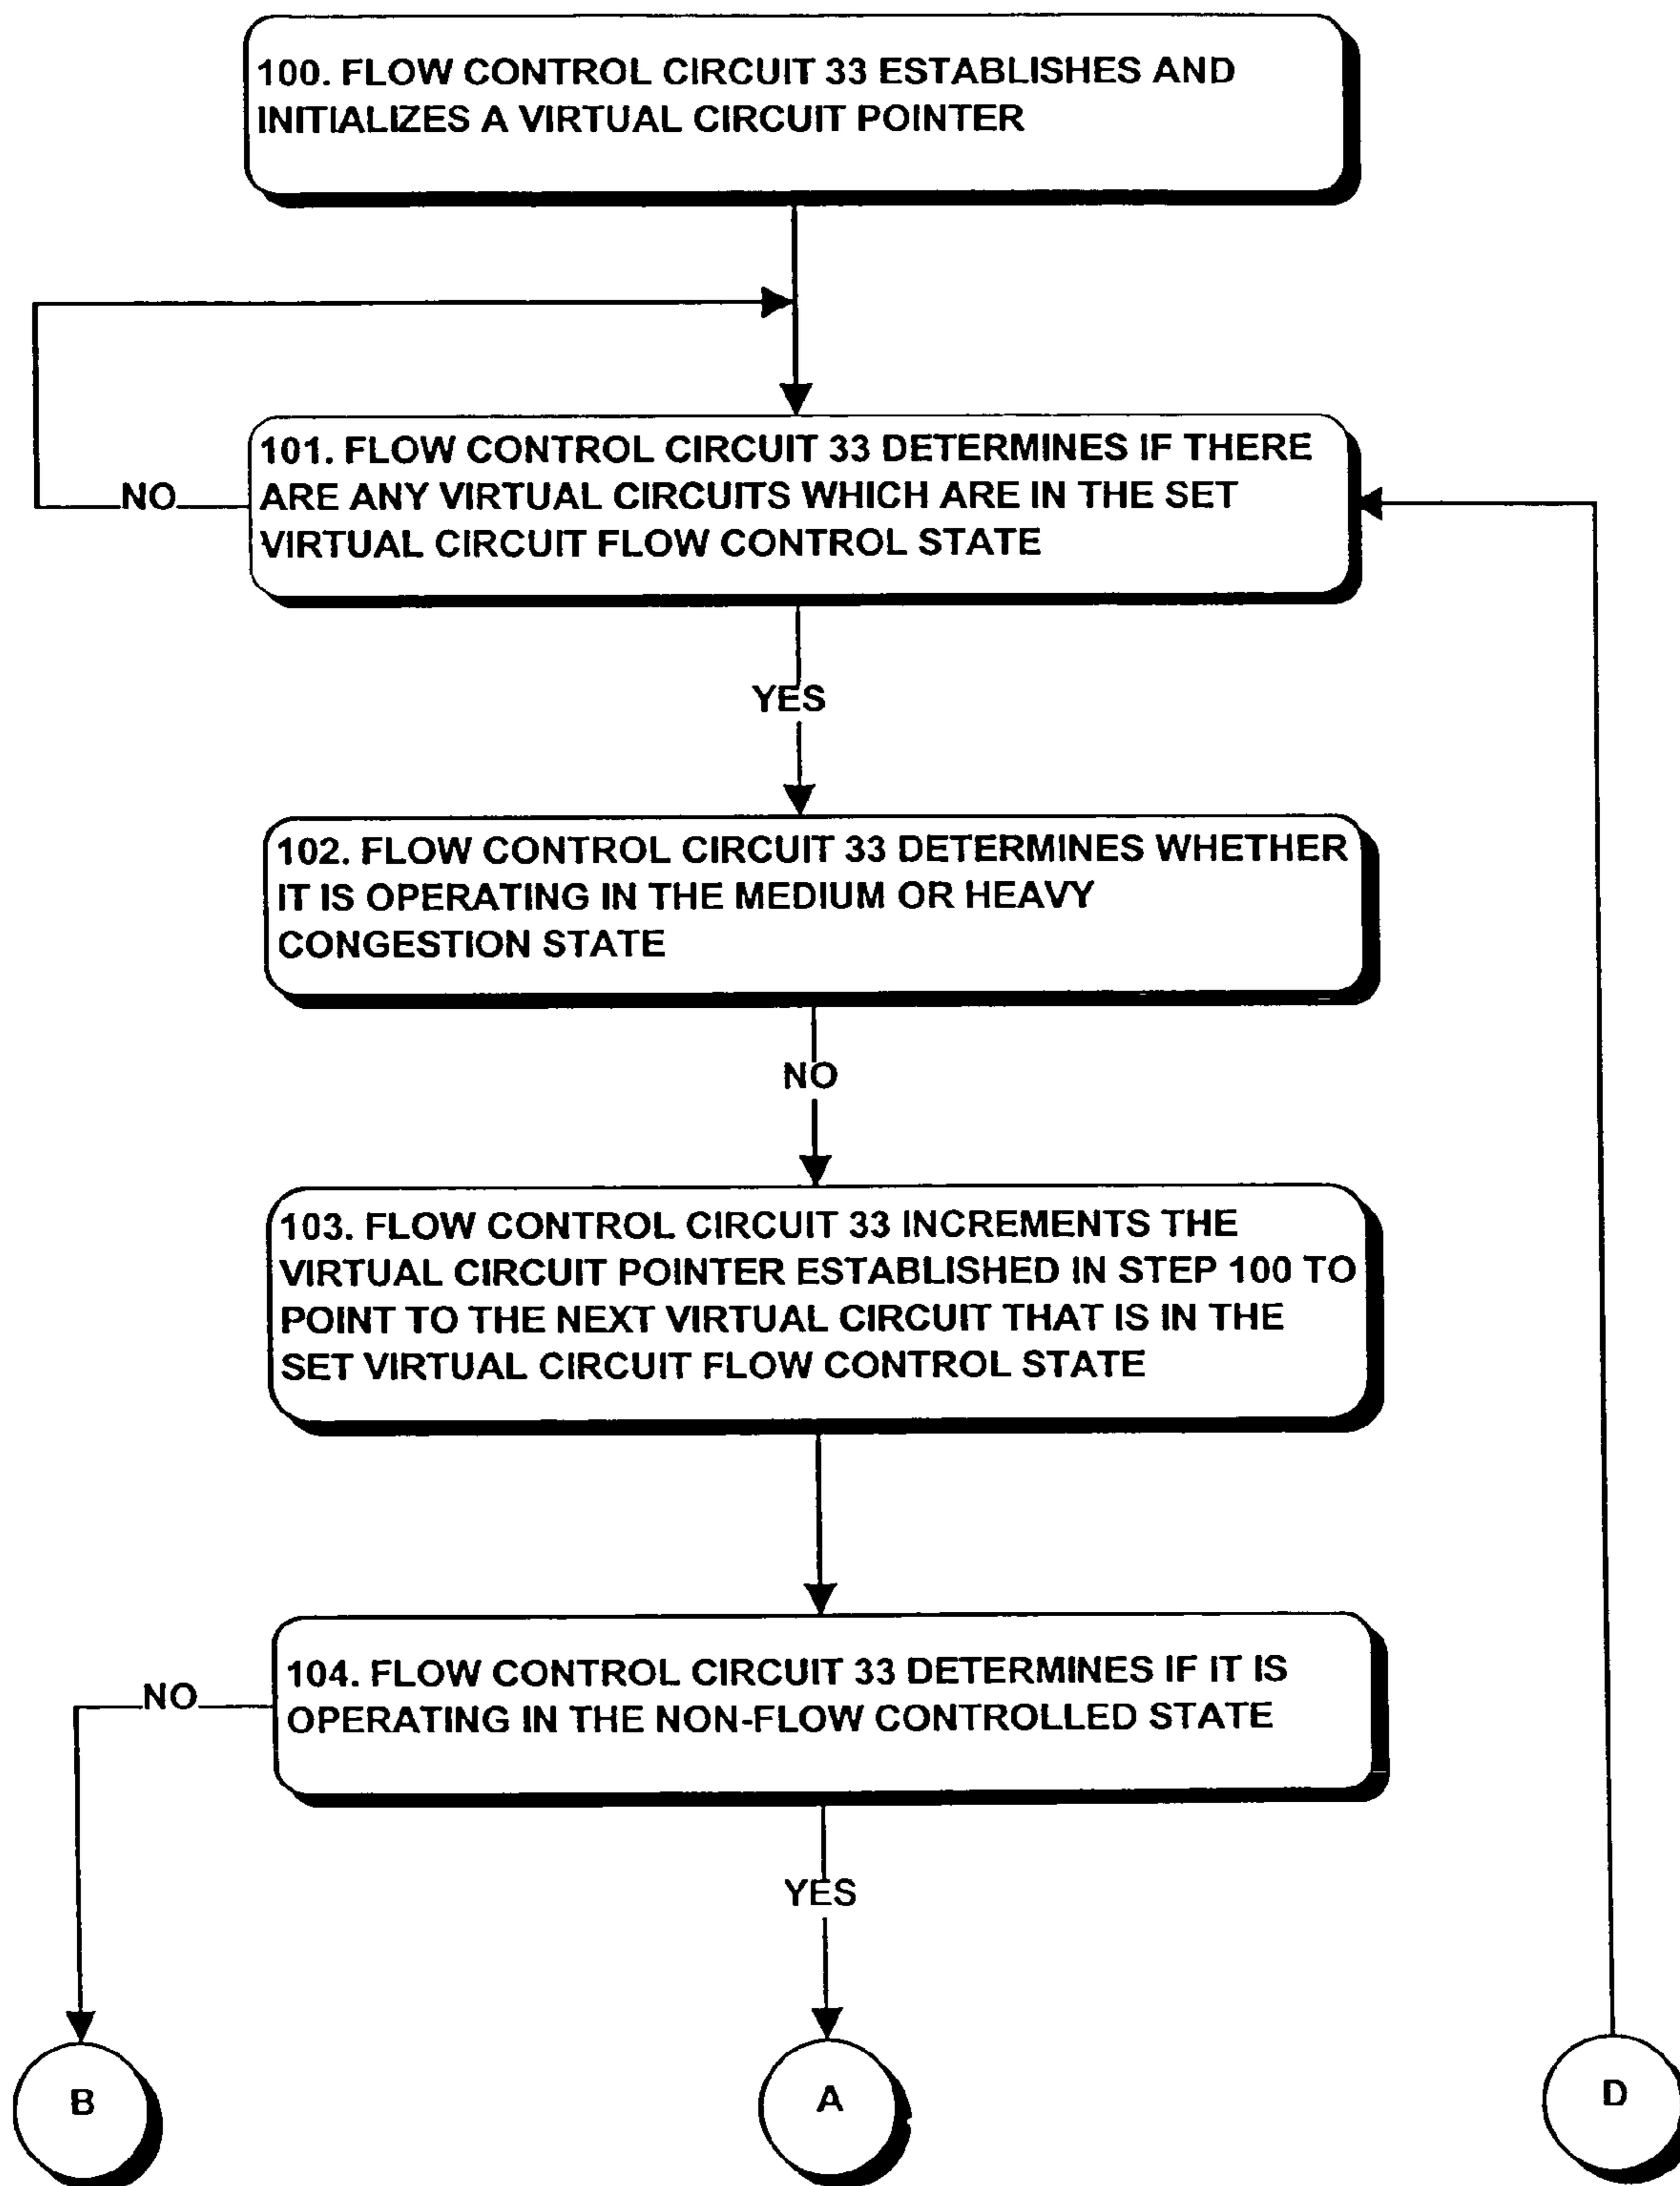 100. FLOW CONTROL CIRCUIT 33 ESTABLISHES AND
INITIALIZES A VIRTUAL CIRCUIT POINTER
101. FLOW CONTROL CIRCUIT 33 DETERMINES IF THERE
ARE ANY VIRTUAL CIRCUITS WHICH ARE IN THE SET
VIRTUAL CIRCUIT FLOW CONTROL STATE
NO
YES
102. FLOW CONTROL CIRCUIT 33 DETERMINES WHETHER
IT IS OPERATING IN THE MEDIUM OR HEAVY
CONGESTION STATE
NO
103. FLOW CONTROL CIRCUIT 33 INCREMENTS THE
VIRTUAL CIRCUIT POINTER ESTABLISHED IN STEP 100 TO
POINT TO THE NEXT VIRTUAL CIRCUIT THAT IS IN THE
SET VIRTUAL CIRCUIT FLOW CONTROL STATE
104. FLOW CONTROL CIRCUIT 33 DETERMINES IF IT IS
OPERATING IN THE NON-FLOW CONTROLLED STATE
NO
YES
B
A
D